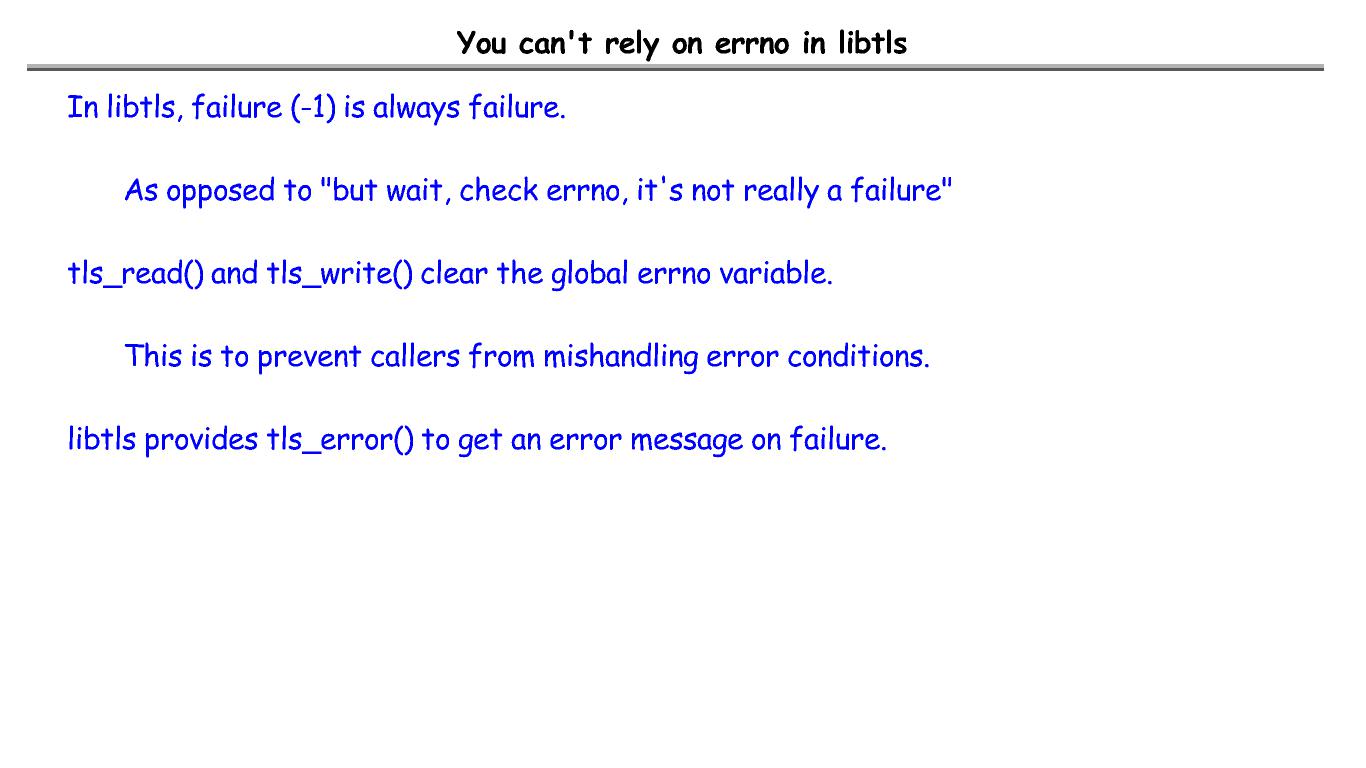 You can't rely on errno in libtls
In libtls, failure (-1) is always failure.
As opposed to "but wait, check errno, it's not really a failure"
tls_read() and tls_write() clear the global errno variable.
This is to prevent callers from mishandling error conditions.
libtls provides tls_error() to get an error message on failure.